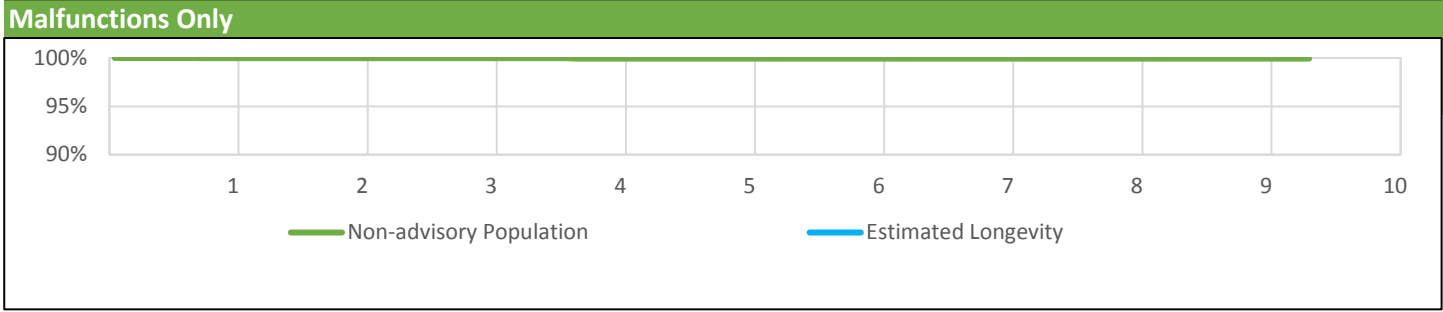 Malfunctions Only
100%
95%
90%
1 2 3 4 5 6 7 8 9 10
Non-advisory Population Estimated Longevity